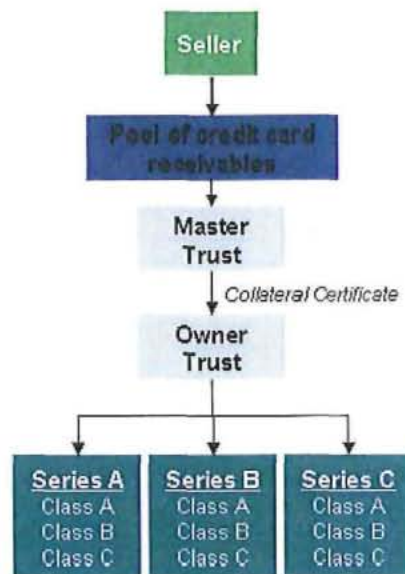 Seller
Pool of credit card
receivables
Master
Trust
Collateral Certificate
Owner
Trust
Series A
Class A
Class B
Class C
Series B
Class A
Class B
Class C
Series C
Class A
Class B
Class C